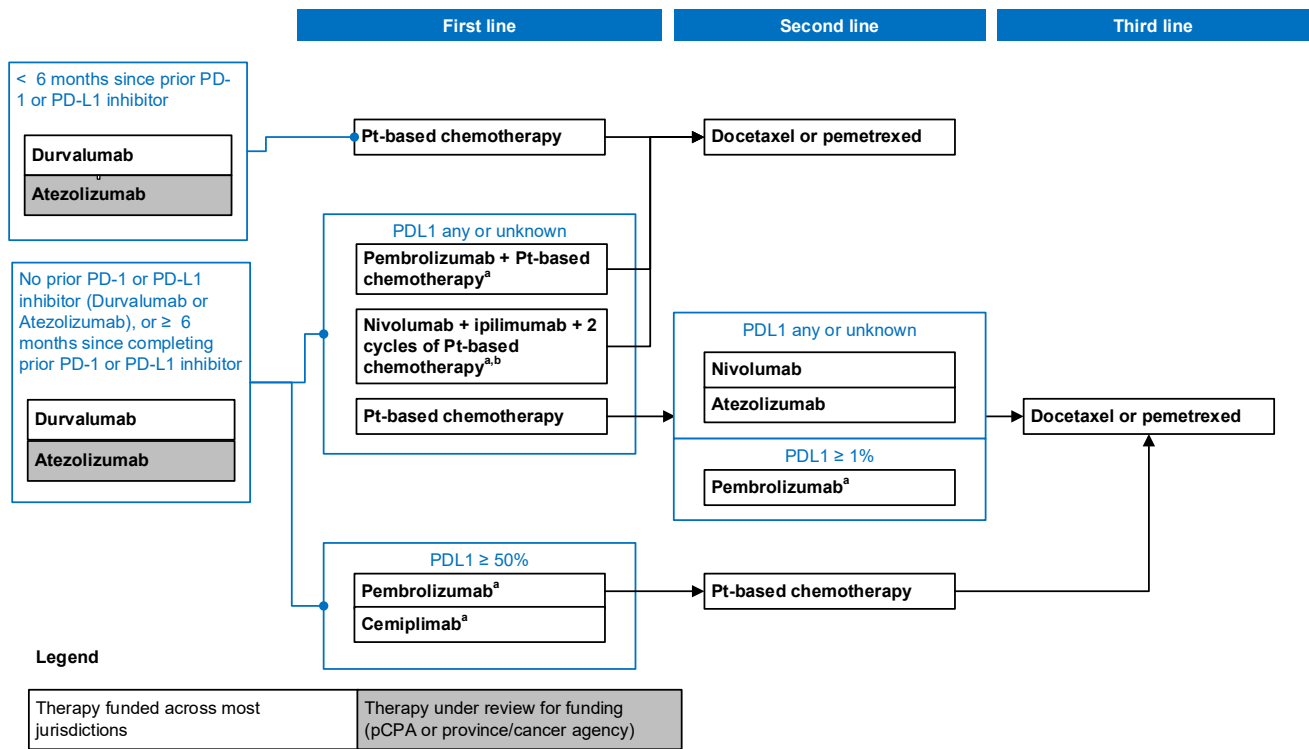 First line
Second line
Third line
< 6 months since prior PD-
1 or PD-L1 inhibitor
Durvalumab
Atezolizumab
Pt-based chemotherapy
Docetaxel or pemetrexed
No prior PD-1 or PD-L1
inhibitor (Durvalumab or
Atezolizumab), or ≥ 6
months since completing
prior PD-1 or PD-L1 inhibitor
Durvalumab
Atezolizumab
PDL1 any or unknown
Pembrolizumab + Pt-based
chemotherapyᵃ
Nivolumab + ipilimumab + 2
cycles of Pt-based
chemotherapyᵃ,ᵇ
Pt-based chemotherapy
PDL1 any or unknown
Nivolumab
Atezolizumab
PDL1 ≥ 1%
Pembrolizumabᵃ
Docetaxel or pemetrexed
PDL1 ≥ 50%
Pembrolizumabᵃ
Cemiplimabᵃ
Pt-based chemotherapy
Legend
Therapy funded across most
jurisdictions
Therapy under review for funding
(pCPA or province/cancer agency)